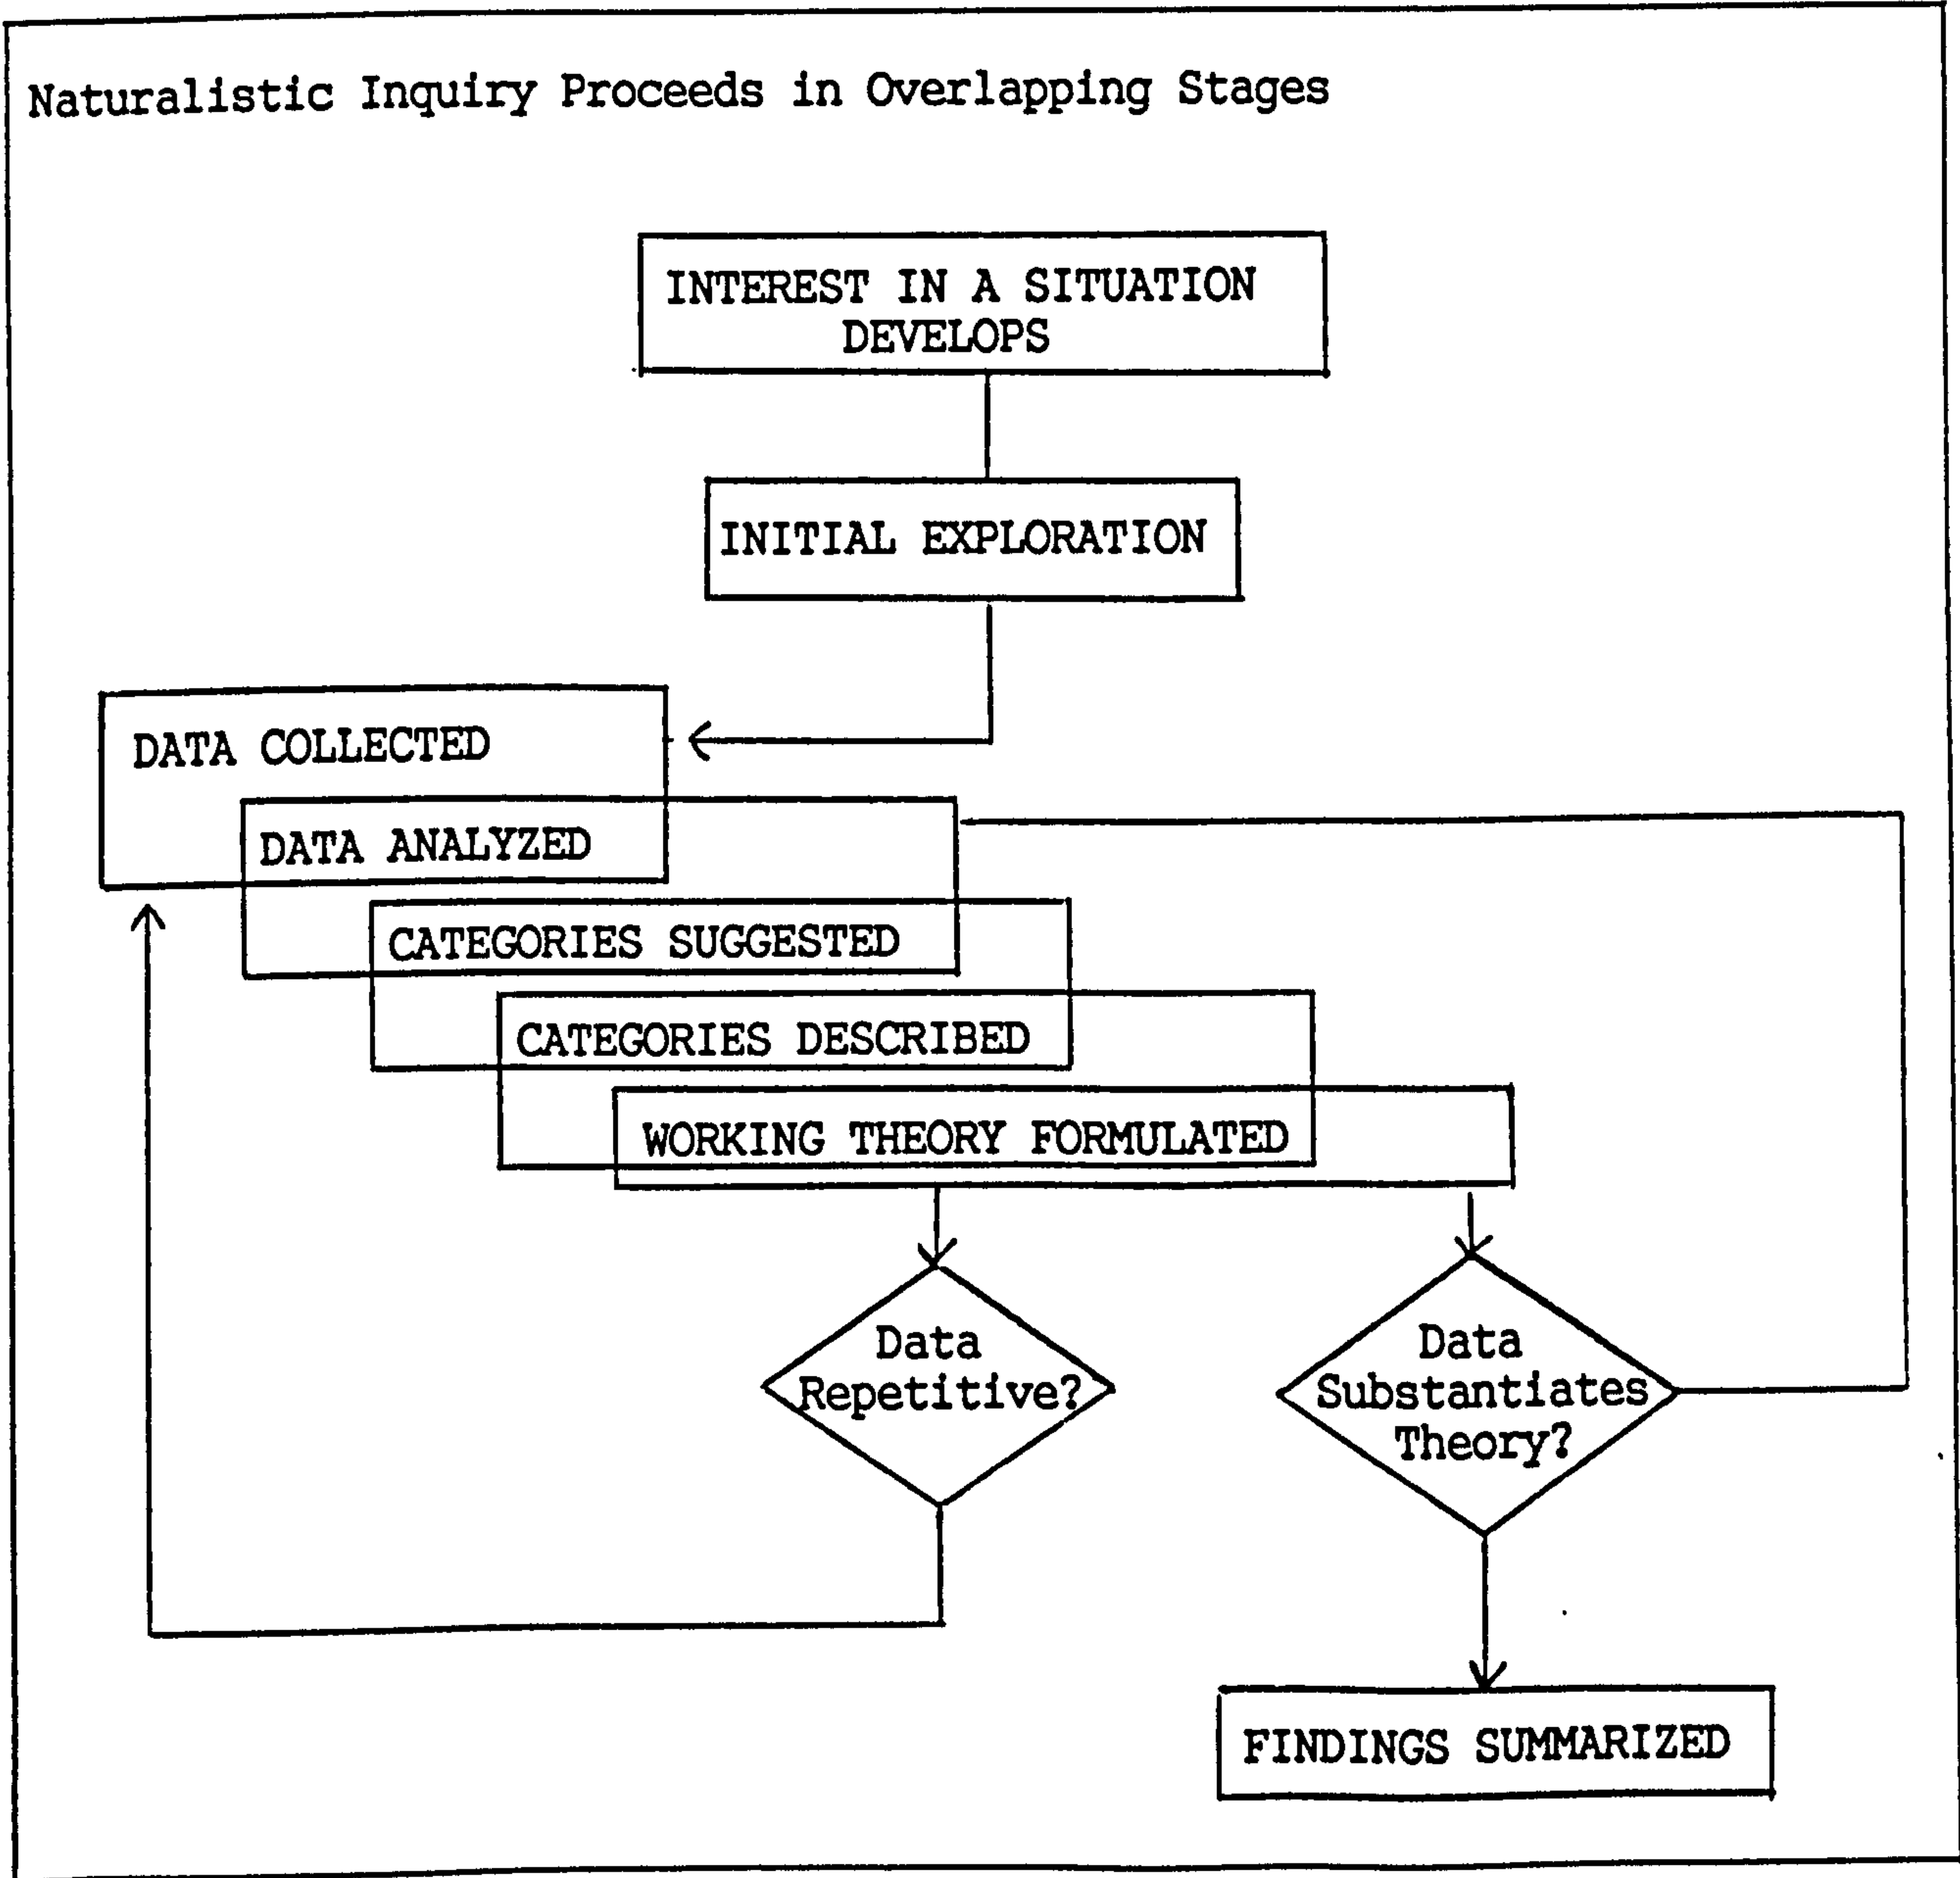 Naturalistic Inquiry Proceeds in Overlapping Stages
INTEREST IN A SITUATION
DEVELOPS
INITIAL EXPLORATION
DATA COLLECTED
DATA ANALYZED
CATEGORIES SUGGESTED
CATEGORIES DESCRIBED
WORKING THEORY FORMULATED
Data
Repetitive?
Data
Substantiates
Theory?
FINDINGS SUMMARIZED